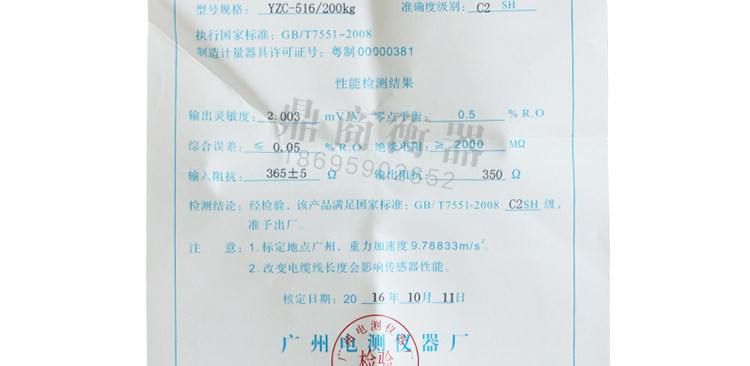 型号规格: YZC-516/200kg 准确度级别: C2 SH
执行国家标准: GB/T7551-2008
制造计量器具许可证号: 粤制00000381
性能检测结果
输出灵敏度: 2.003 mV/V 零点平衡: 0.5 %R.O
综合误差: ≤ 0.05 %R.O 绝缘电阻: ≥ 2000 MΩ
输入阻抗: 365±5 Ω 输出阻抗: 350 Ω
检测结论: 经检验, 该产品满足国家标准: GB/T7551-2008 C2SH 级,
准予出厂。
注 意: 1.标定地点广州, 重力加速度9.78833m/s²。
2.改变电缆线长度会影响传感器性能。
核定日期: 20 16 年 10 月 11 日
广州电测仪器厂
检验
鼎商衡器
18695903852